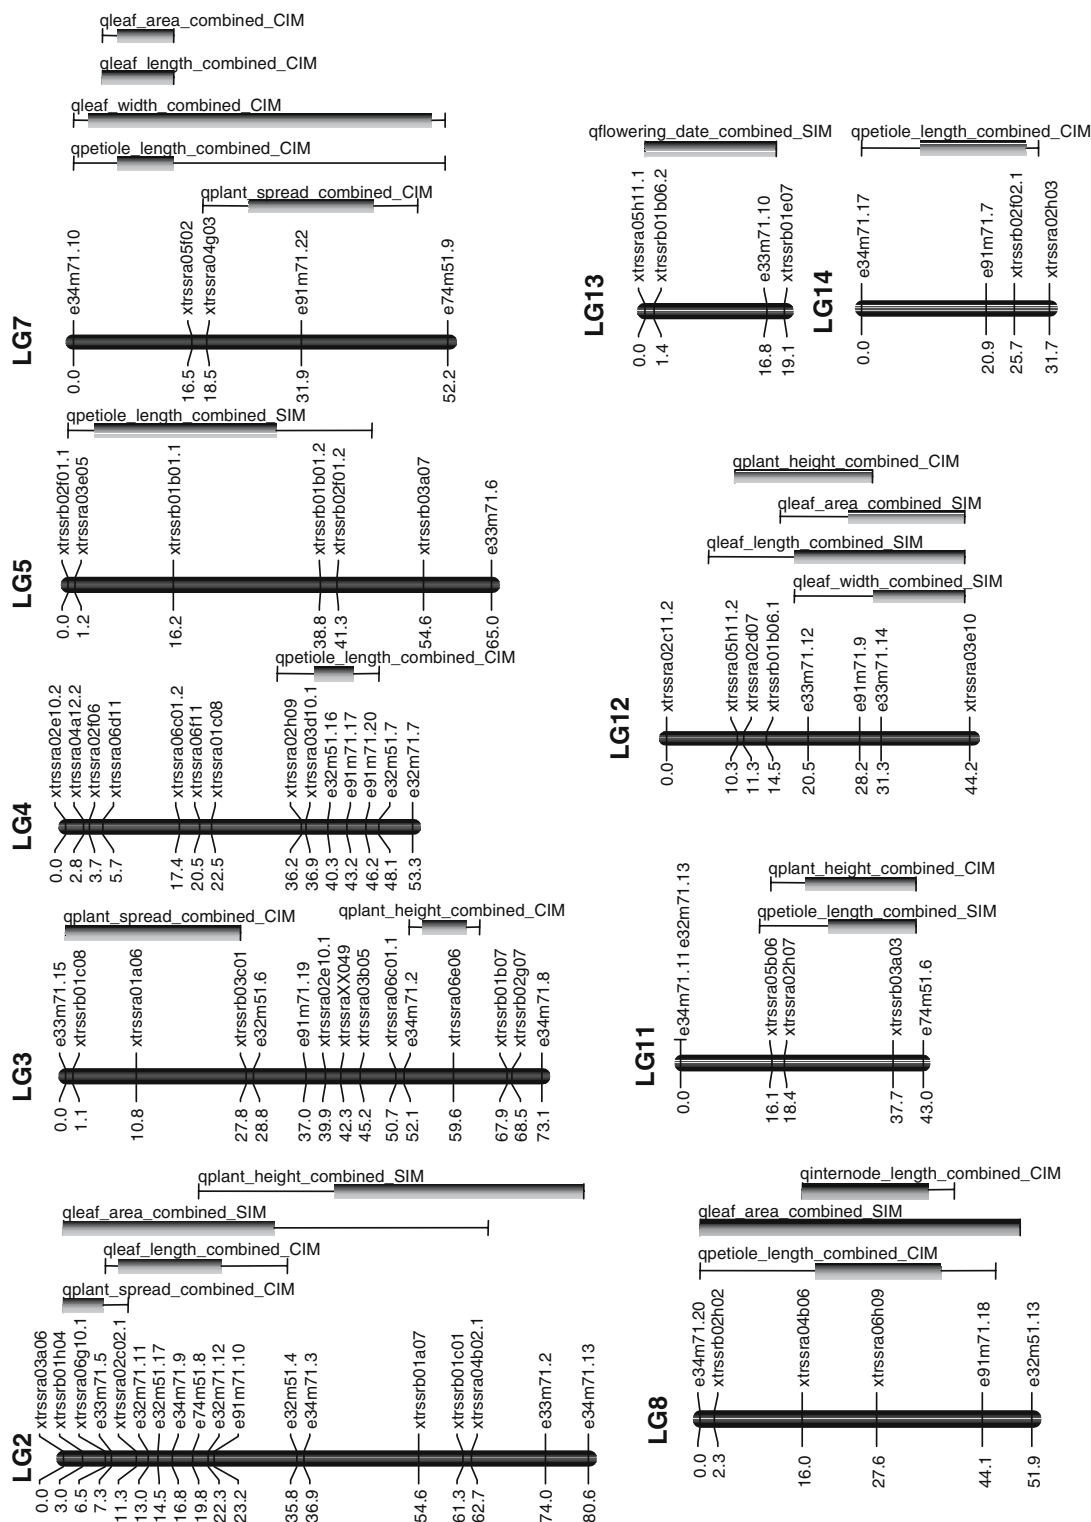 LG7
qleaf_area_combined_CIM
qleaf_length_combined_CIM
qleaf_width_combined_CIM
qpetiole_length_combined_CIM
qplant_spread_combined_CIM
e34m71.10
xtrssra05f02
xtrssra04g03
e91m71.22
e74m51.9
0.0
16.5
18.5
31.9
52.2
LG5
qpetiole_length_combined_SIM
xtrssrb02f01.1
xtrssra03e05
xtrssrb01b01.1
xtrssrb01b01.2
xtrssrb02f01.2
xtrssrb03a07
e33m71.6
0.0
1.2
16.2
38.8
41.3
54.6
65.0
LG4
qpetiole_length_combined_CIM
xtrssra02e10.2
xtrssra04a12.2
xtrssra02f06
xtrssra06d11
xtrssra06c01.2
xtrssra06f11
xtrssra01c08
xtrssra02h09
xtrssra03d10.1
e32m51.16
e91m71.17
e91m71.20
e32m51.7
e32m71.7
0.0
2.8
3.7
5.7
17.4
20.5
22.5
36.2
36.9
40.3
43.2
46.2
48.1
53.3
LG3
qplant_spread_combined_CIM
qplant_height_combined_CIM
e33m71.15
xtrssrb01c08
xtrssra01a06
xtrssrb03c01
e32m51.6
e91m71.19
xtrssra02e10.1
xtrssraXX049
xtrssra03b05
xtrssra06c01.1
e34m71.2
xtrssra06e06
xtrssrb01b07
xtrssrb02g07
e34m71.8
0.0
1.1
10.8
27.8
28.8
37.0
39.9
42.3
45.2
50.7
52.1
59.6
67.9
68.5
73.1
LG2
qplant_height_combined_SIM
qleaf_area_combined_SIM
qleaf_length_combined_CIM
qplant_spread_combined_CIM
xtrssra03a06
xtrssrb01h04
xtrssra06g10.1
e33m71.5
xtrssra02c02.1
e32m71.11
e32m51.17
e34m71.9
e74m51.8
e32m71.12
e91m71.10
e32m51.4
e34m71.3
xtrssrb01a07
xtrssrb01c01
xtrssra04b02.1
e33m71.2
e34m71.13
0.0
3.0
6.5
7.3
11.3
13.0
14.5
16.8
19.8
22.3
23.2
35.8
36.9
54.6
61.3
62.7
74.0
80.6
LG13
qflowering_date_combined_SIM
xtrssra05h11.1
xtrssrb01b06.2
e33m71.10
xtrssrb01e07
0.0
1.4
16.8
19.1
LG14
qpetiole_length_combined_CIM
e34m71.17
e91m71.7
xtrssrb02f02.1
xtrssra02h03
0.0
20.9
25.7
31.7
LG12
qplant_height_combined_CIM
qleaf_area_combined_SIM
qleaf_length_combined_SIM
qleaf_width_combined_SIM
xtrssra02c11.2
xtrssra05h11.2
xtrssra02d07
xtrssrb01b06.1
e33m71.12
e91m71.9
e33m71.14
xtrssra03e10
0.0
10.3
11.3
14.5
20.5
28.2
31.3
44.2
LG11
qplant_height_combined_CIM
qpetiole_length_combined_SIM
e34m71.11 e32m71.13
xtrssra05b06
xtrssra02h07
xtrssrb03a03
e74m51.6
0.0
16.1
18.4
37.7
43.0
LG8
qinternode_length_combined_CIM
qleaf_area_combined_SIM
qpetiole_length_combined_CIM
e34m71.20
xtrssrb02h02
xtrssra04b06
xtrssra06h09
e91m71.18
e32m51.13
0.0
2.3
16.0
27.6
44.1
51.9